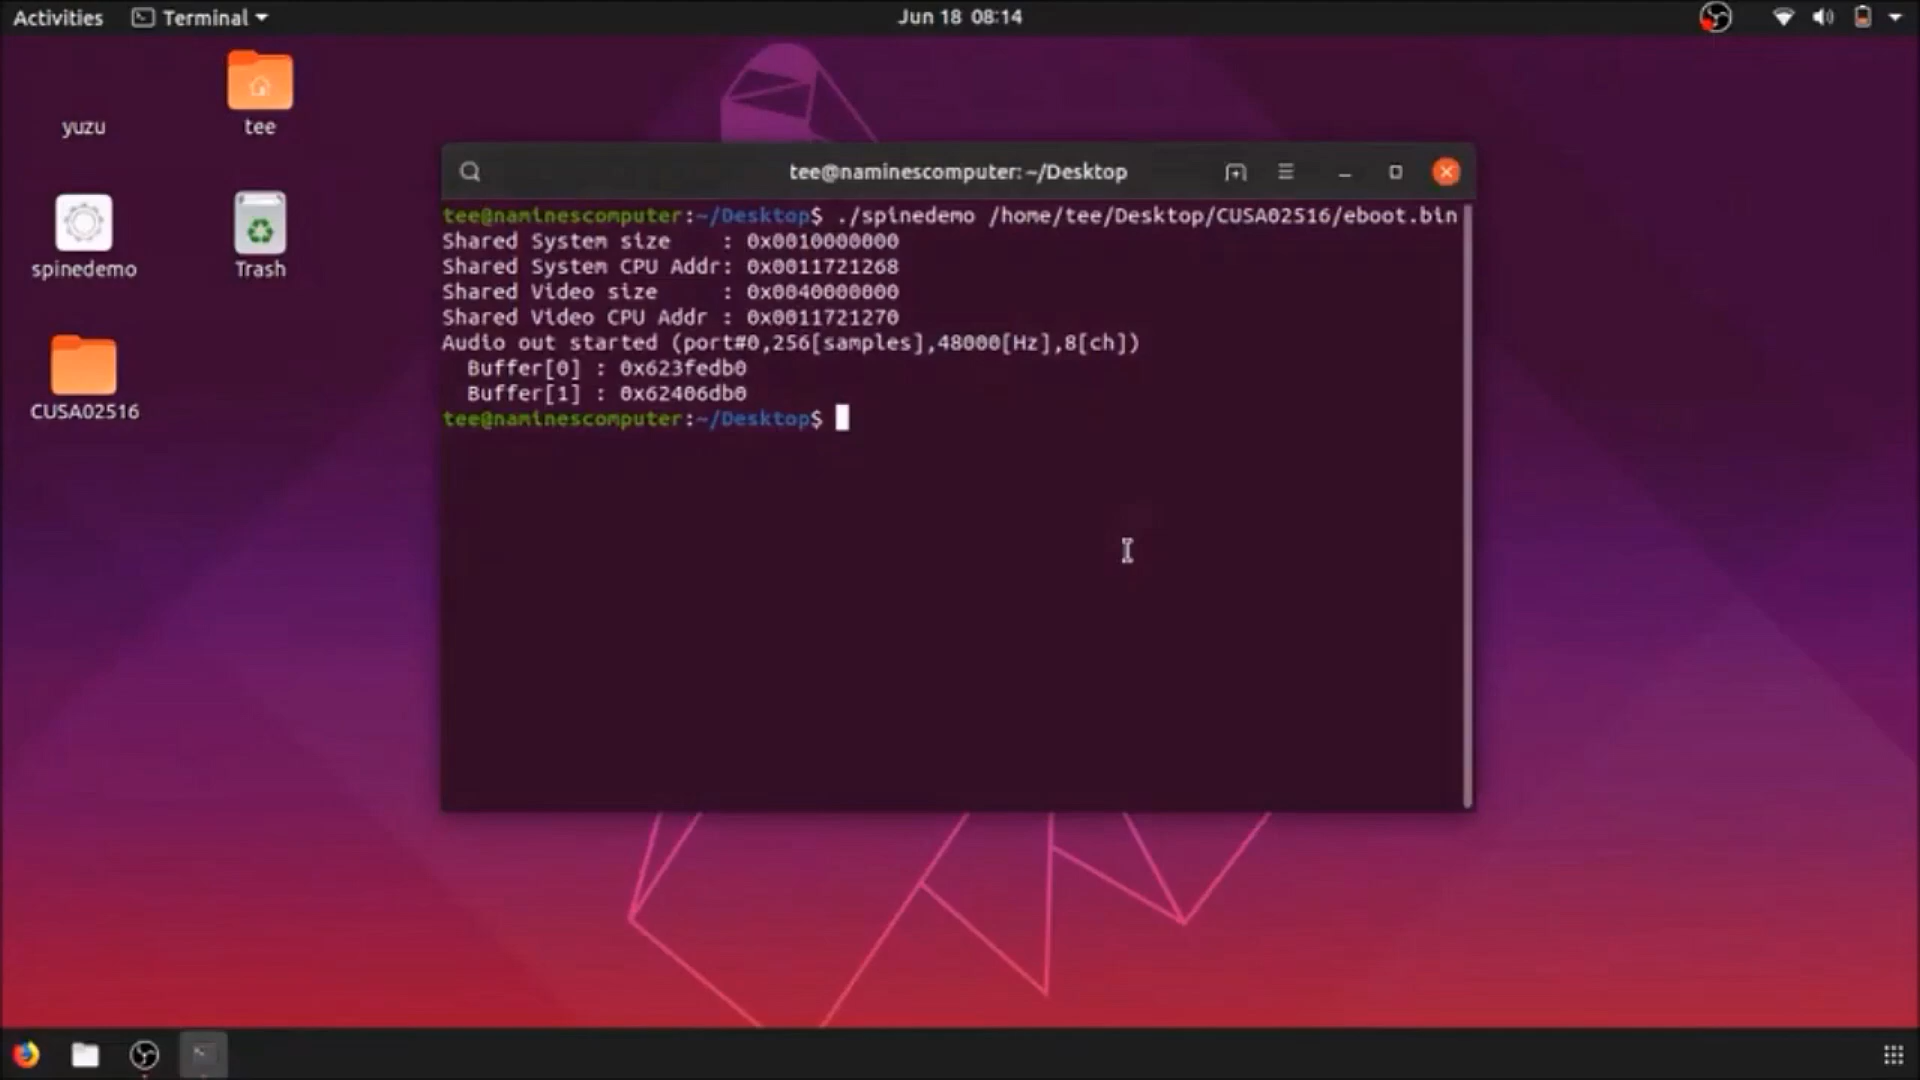 Activities
Terminal
Jun 18 08:14
yuzu
tee
spinedemo
Trash
CUSA02516
tee@naminescomputer: ~/Desktop
tee@naminescomputer:~/Desktop$ ./spinedemo /home/tee/Desktop/CUSA02516/eboot.bin
Shared System size    : 0x0010000000
Shared System CPU Addr: 0x0011721268
Shared Video size     : 0x0040000000
Shared Video CPU Addr : 0x0011721270
Audio out started (port#0,256[samples],48000[Hz],8[ch])
  Buffer[0] : 0x623fedb0
  Buffer[1] : 0x62406db0
tee@naminescomputer:~/Desktop$